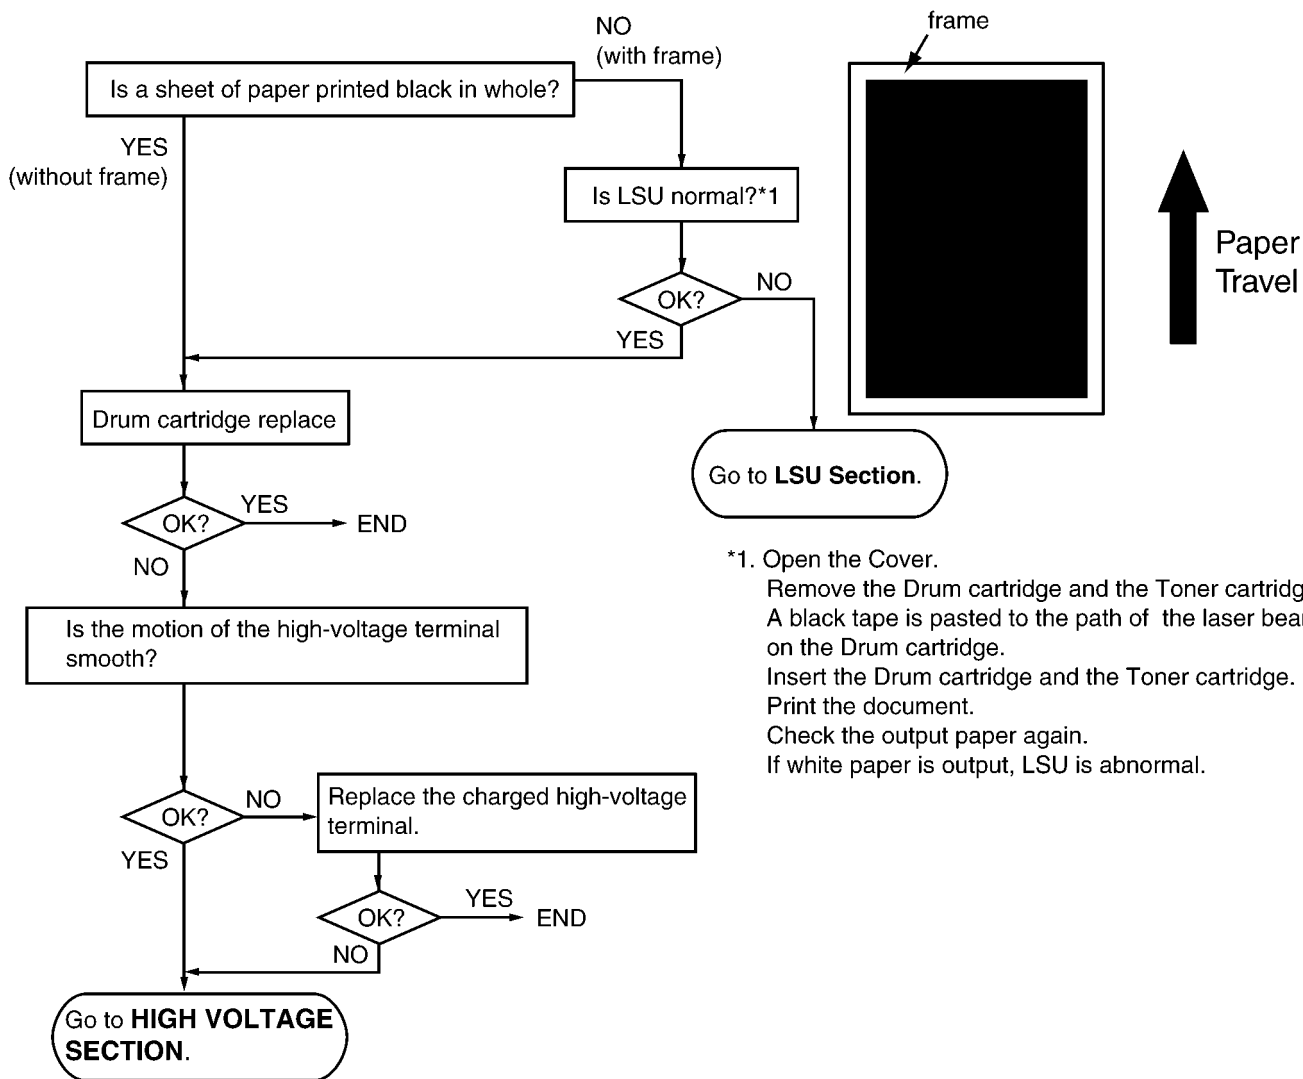 frame
NO
(with frame)
Is a sheet of paper printed black in whole?
YES
(without frame)
Is LSU normal?*1
Paper
Travel
OK?
NO
YES
Drum cartridge replace
Go to LSU Section.
OK?
YES
END
NO
*1. Open the Cover.
Remove the Drum cartridge and the Toner cartridg
A black tape is pasted to the path of the laser bear
on the Drum cartridge.
Insert the Drum cartridge and the Toner cartridge.
Print the document.
Check the output paper again.
If white paper is output, LSU is abnormal.
Is the motion of the high-voltage terminal
smooth?
OK?
NO
YES
Replace the charged high-voltage
terminal.
OK?
YES
END
NO
Go to HIGH VOLTAGE
SECTION.